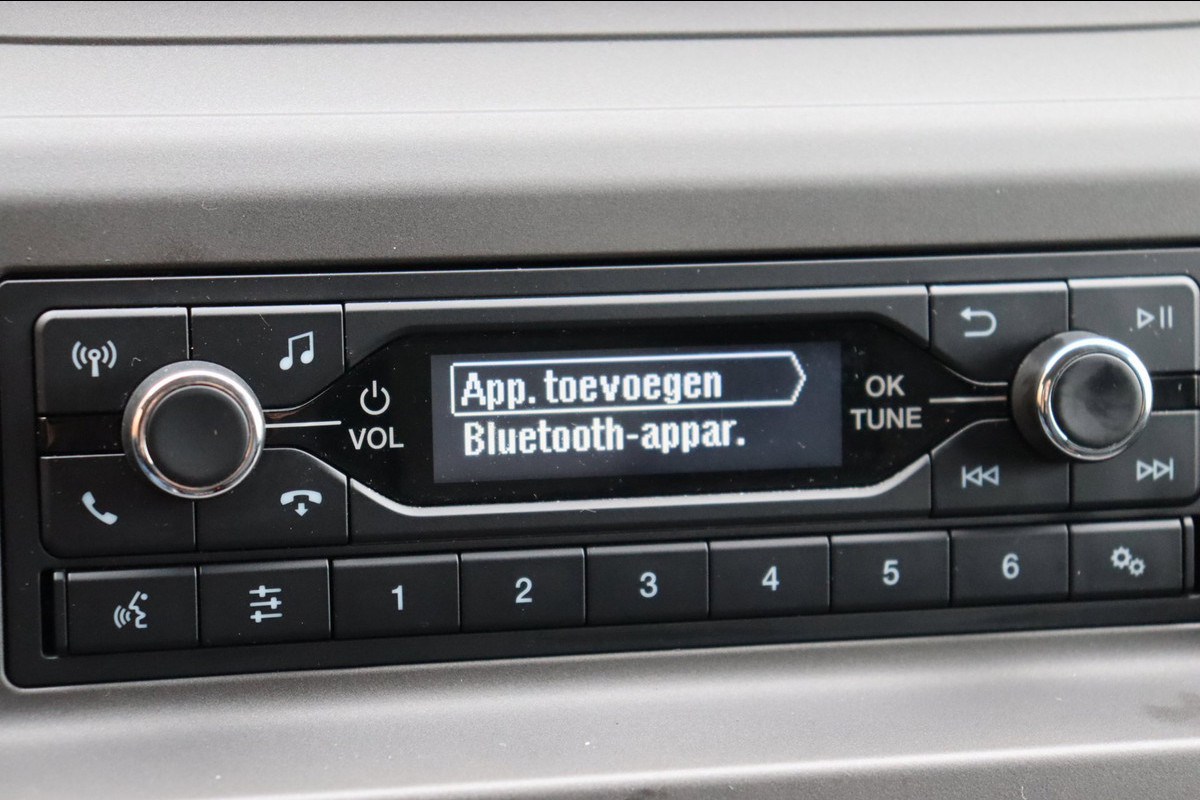 App. toevoegen
Bluetooth-appar.
VOL
OK
TUNE
1 2 3 4 5 6